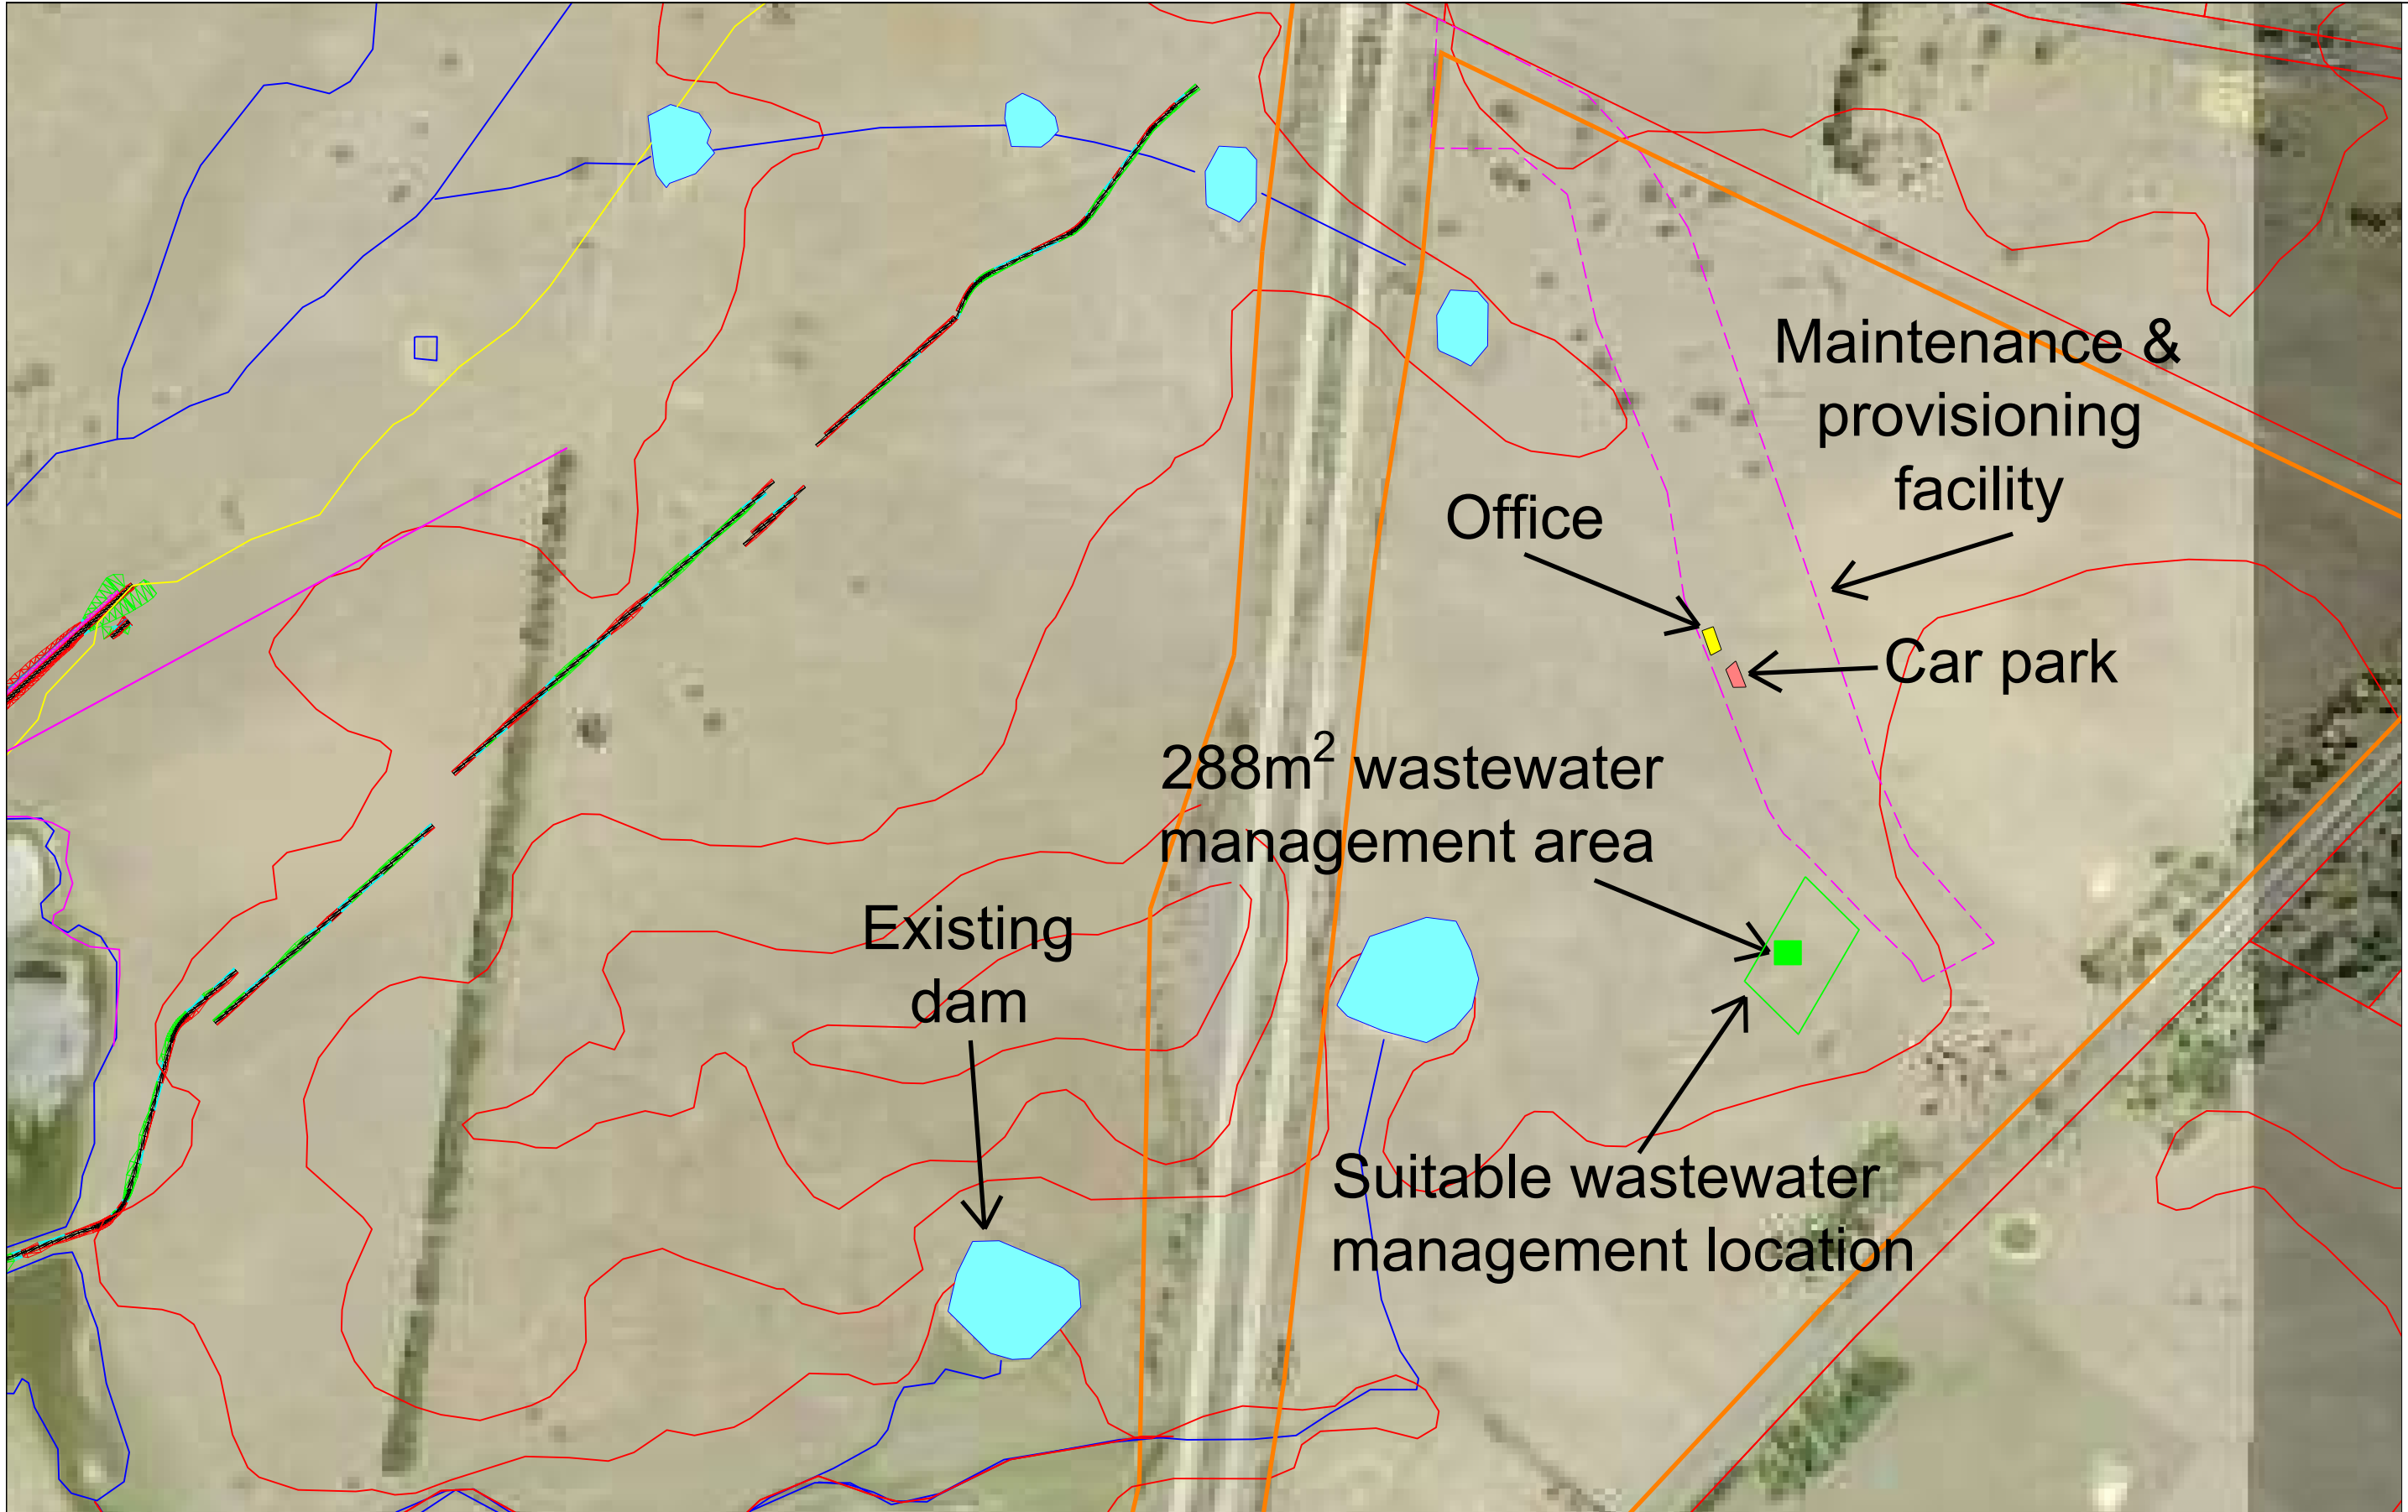 Maintenance &
provisioning
facility
Office
Car park
288m² wastewater
management area
Existing
dam
Suitable wastewater
management location